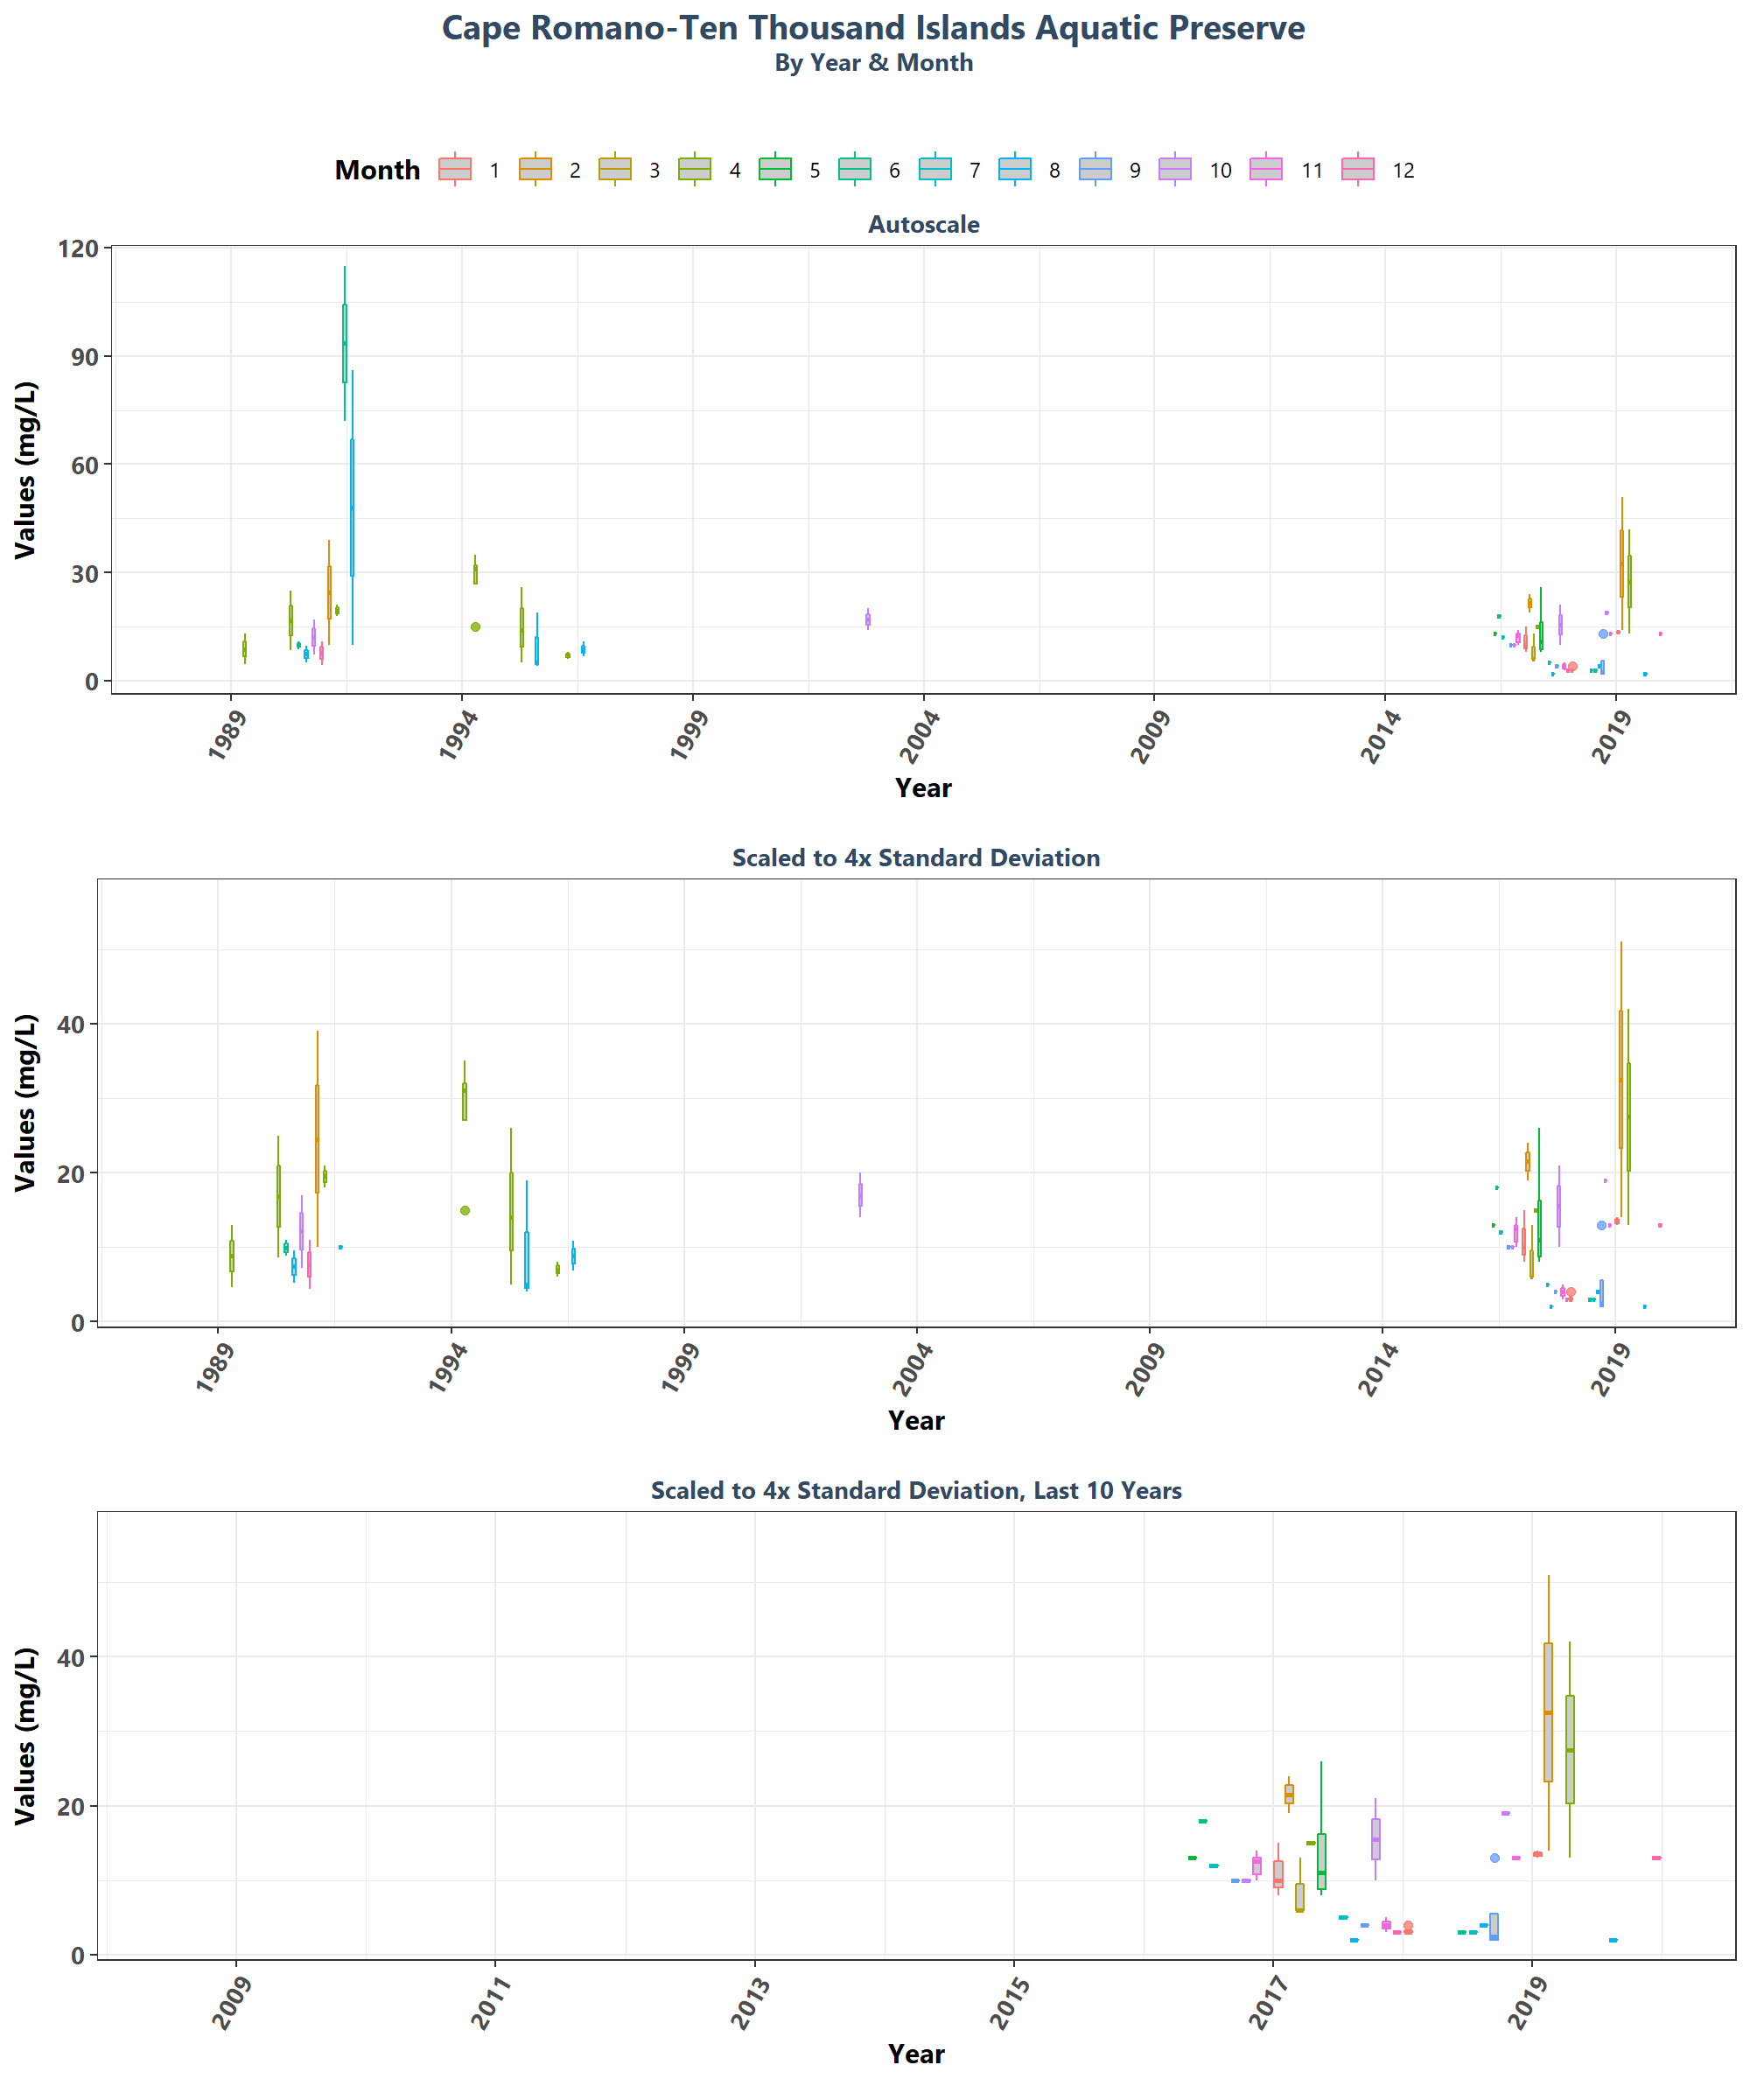 Cape Romano-Ten Thousand Islands Aquatic Preserve
By Year & Month
Month 1 2 3 4 5 6 7 8 9 10 11 12
Autoscale
Values (mg/L)
120
90
60
30
0
1989 1994 1999 2004 2009 2014 2019
Year
Scaled to 4x Standard Deviation
Values (mg/L)
40
20
0
1989 1994 1999 2004 2009 2014 2019
Year
Scaled to 4x Standard Deviation, Last 10 Years
Values (mg/L)
40
20
0
2009 2011 2013 2015 2017 2019
Year